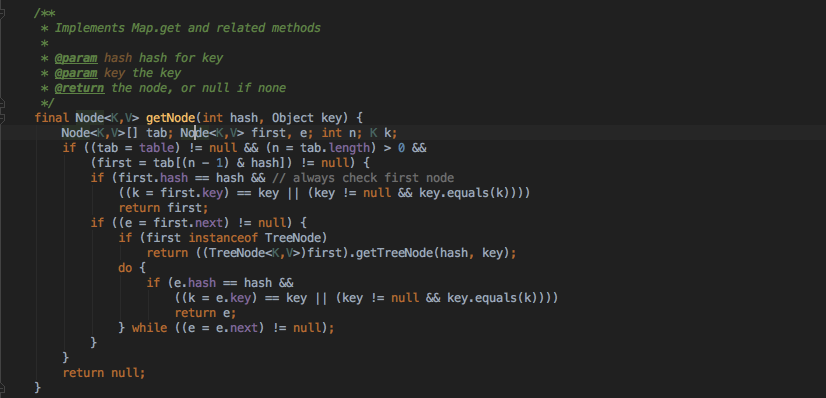 /**
 * Implements Map.get and related methods
 *
 * @param hash hash for key
 * @param key the key
 * @return the node, or null if none
 */
final Node<K,V> getNode(int hash, Object key) {
    Node<K,V>[] tab; Node<K,V> first, e; int n; K k;
    if ((tab = table) != null && (n = tab.length) > 0 &&
        (first = tab[(n - 1) & hash]) != null) {
        if (first.hash == hash && // always check first node
            ((k = first.key) == key || (key != null && key.equals(k))))
            return first;
        if ((e = first.next) != null) {
            if (first instanceof TreeNode)
                return ((TreeNode<K,V>)first).getTreeNode(hash, key);
            do {
                if (e.hash == hash &&
                    ((k = e.key) == key || (key != null && key.equals(k))))
                    return e;
            } while ((e = e.next) != null);
        }
    }
    return null;
}